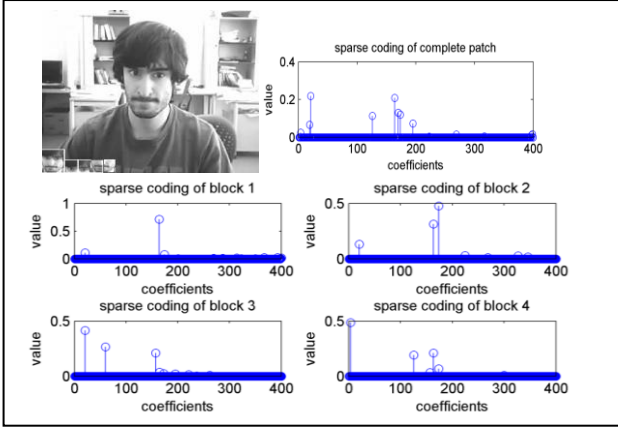 sparse coding of complete patch
0.4
0.2
0
value
0 100 200 300 400
coefficients
sparse coding of block 1
1
0.5
0
value
0 100 200 300 400
coefficients
sparse coding of block 2
0.5
0
value
0 100 200 300 400
coefficients
sparse coding of block 3
0.5
0
value
0 100 200 300 400
coefficients
sparse coding of block 4
0.5
0
value
0 100 200 300 400
coefficients